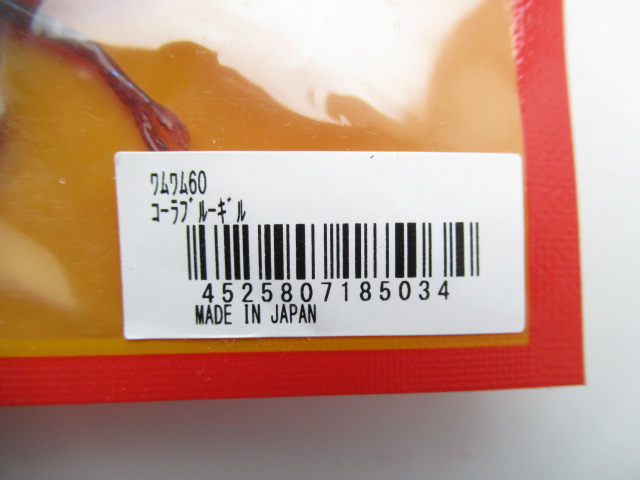 ﾜﾑﾜﾑ60
ｺｰﾗﾌﾞﾙｰｷﾞﾙ
4525807185034
MADE IN JAPAN